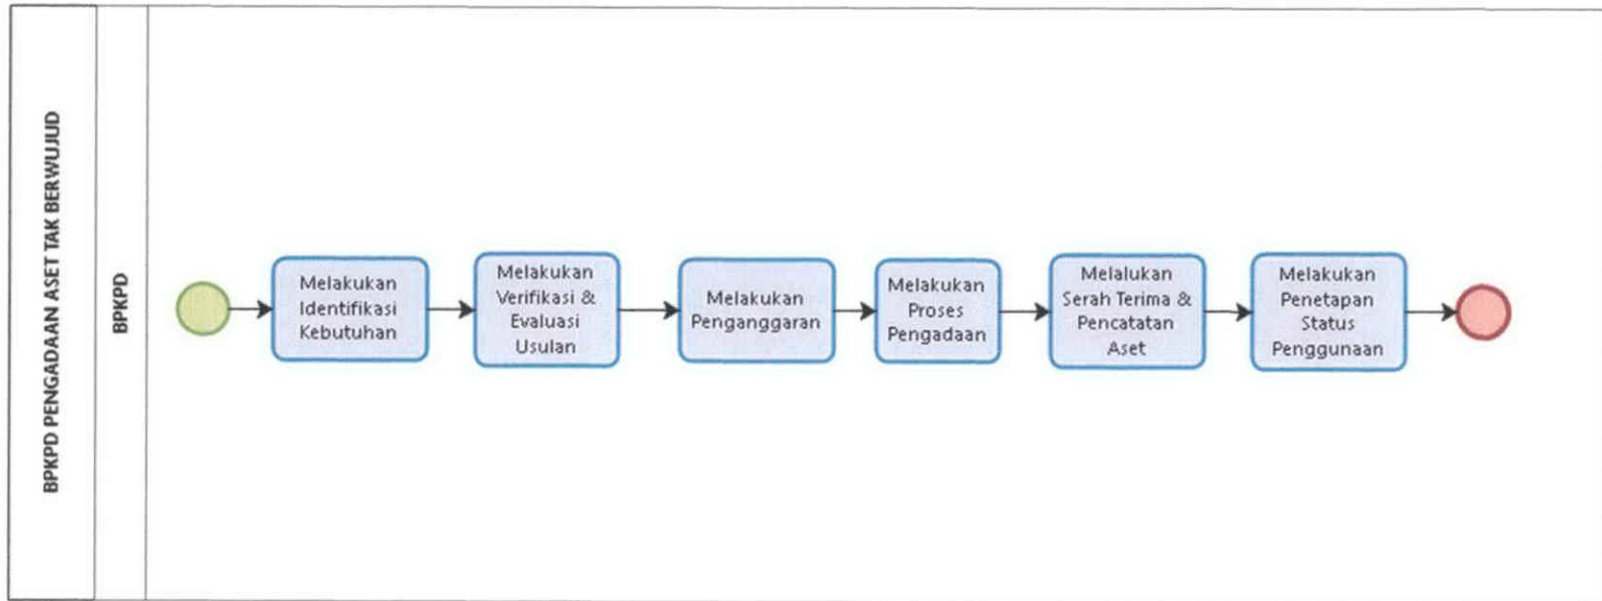 BPKPD PENGADAAN ASET TAK BERWUJUD
BPKPD
Melakukan
Identifikasi
Kebutuhan
Melakukan
Verifikasi &
Evaluasi
Usulan
Melakukan
Penganggaran
Melakukan
Proses
Pengadaan
Melalukan
Serah Terima &
Pencatatan
Aset
Melakukan
Penetapan
Status
Penggunaan